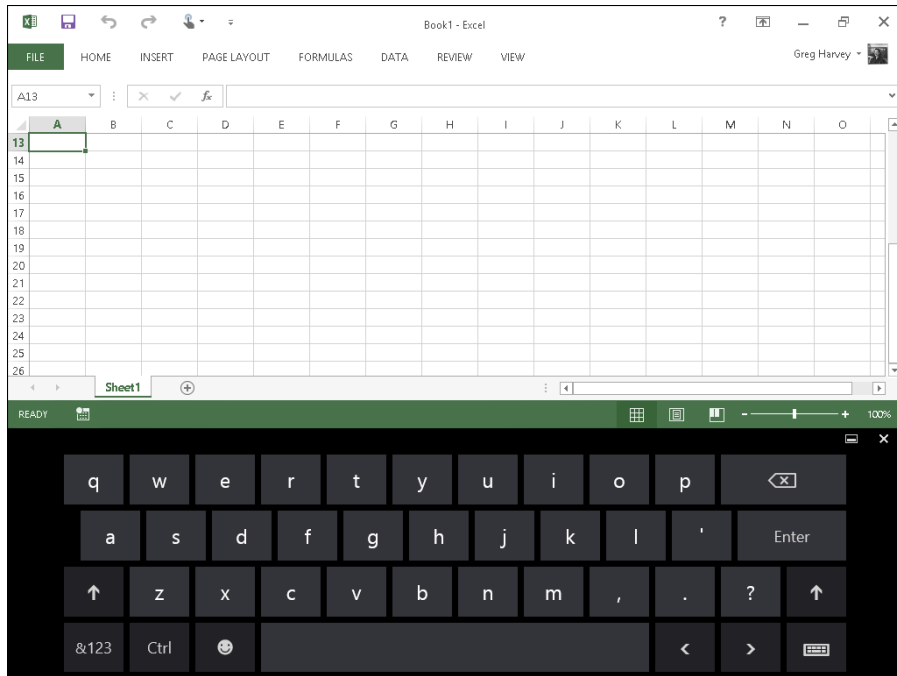 Book1 - Excel ?
FILE HOME INSERT PAGE LAYOUT FORMULAS DATA REVIEW VIEW Greg Harvey
A13 fx
A B C D E F G H I J K L M N O
13
14
15
16
17
18
19
20
21
22
23
24
25
26
Sheet1
READY 100%
q w e r t y u i o p
a s d f g h j k l ' Enter
z x c v b n m , . ?
&123 Ctrl < >